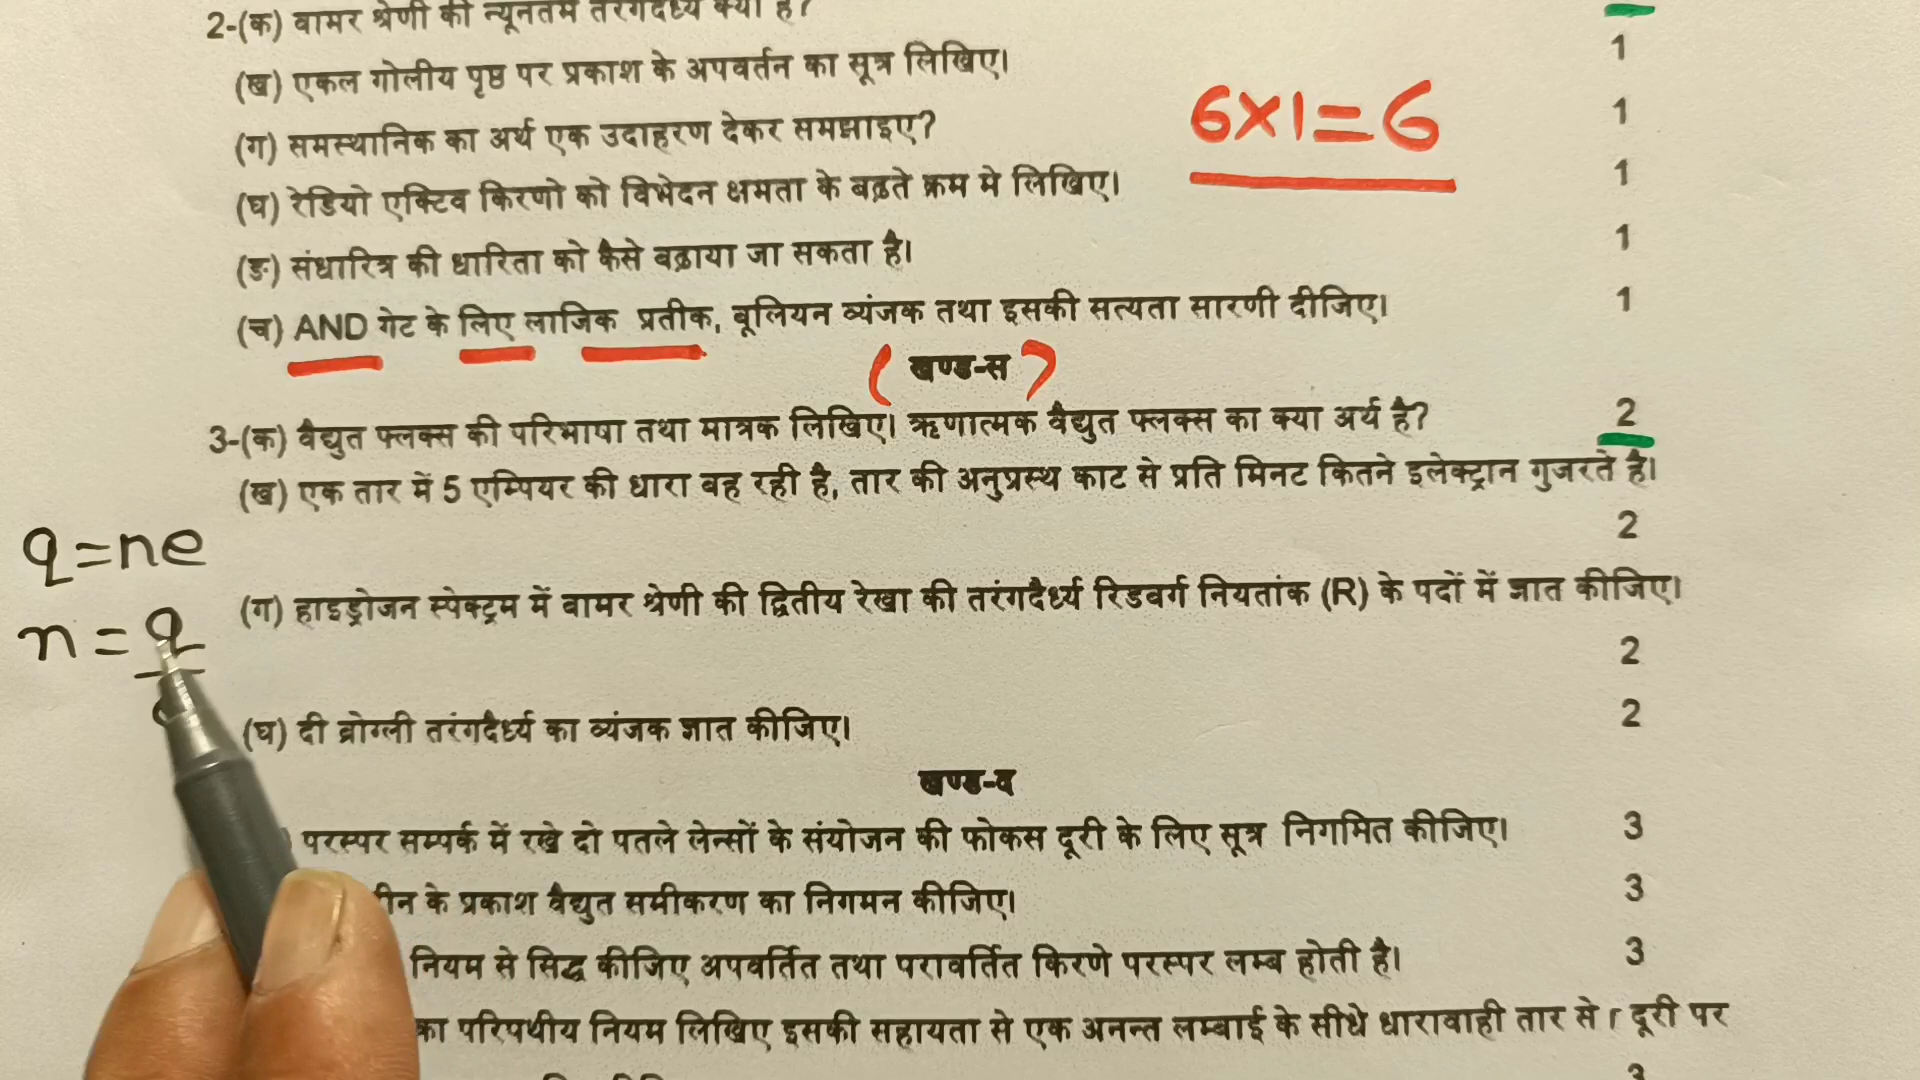 2-(क) वामर श्रेणी की न्यूनतम तरंगदैर्ध्य क्या है?
(ख) एकल गोलीय पृष्ठ पर प्रकाश के अपवर्तन का सूत्र लिखिए। 1
6×1=6
(ग) समस्थानिक का अर्थ एक उदाहरण देकर समझाइए? 1
(घ) रेडियो एक्टिव किरणो को विभेदन क्षमता के बढ़ते क्रम मे लिखिए। 1
(ङ) संधारित्र की धारिता को कैसे बढ़ाया जा सकता है। 1
(च) AND गेट के लिए लाजिक प्रतीक, बूलियन व्यंजक तथा इसकी सत्यता सारणी दीजिए। 1
( खण्ड-स )
3-(क) वैद्युत फ्लक्स की परिभाषा तथा मात्रक लिखिए। ऋणात्मक वैद्युत फ्लक्स का क्या अर्थ है? 2
(ख) एक तार में 5 एम्पियर की धारा बह रही है, तार की अनुप्रस्थ काट से प्रति मिनट कितने इलेक्ट्रान गुजरते है।
2
q=ne
(ग) हाइड्रोजन स्पेक्ट्रम में वामर श्रेणी की द्वितीय रेखा की तरंगदैर्ध्य रिडवर्ग नियतांक (R) के पदों में ज्ञात कीजिए।
n=q
2
(घ) दी ब्रोग्ली तरंगदैर्ध्य का व्यंजक ज्ञात कीजिए। 2
खण्ड-द
परस्पर सम्पर्क में रखे दो पतले लेन्सों के संयोजन की फोकस दूरी के लिए सूत्र निगमित कीजिए। 3
के प्रकाश वैद्युत समीकरण का निगमन कीजिए। 3
नियम से सिद्ध कीजिए अपवर्तित तथा परावर्तित किरणे परस्पर लम्ब होती है। 3
का परिपथीय नियम लिखिए इसकी सहायता से एक अनन्त लम्बाई के सीधे धारावाही तार से r दूरी पर
3